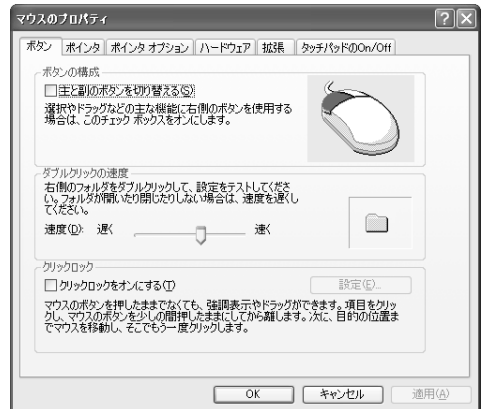 マウスのプロパティ
ボタン ポインタ ポインタ オプション ハードウェア 拡張 タッチパッドのOn/Off
ボタンの構成
主と副のボタンを切り替える(S)
選択やドラッグなどの主な機能に右側のボタンを使用する
場合は、このチェック ボックスをオンにします。
ダブルクリックの速度
右側のフォルダをダブルクリックして、設定をテストしてくださ
い。フォルダが開いたり閉じたりしない場合は、速度を遅くし
てください。
速度(D): 遅く 速く
クリックロック
クリックロックをオンにする(T)
設定(E)...
マウスのボタンを押したままでなくても、強調表示やドラッグができます。項目をクリッ
クし、マウスのボタンを少しの間押したままにしてから離します。次に、目的の位置ま
でマウスを移動し、そこでもう一度クリックします。
OK キャンセル 適用(A)